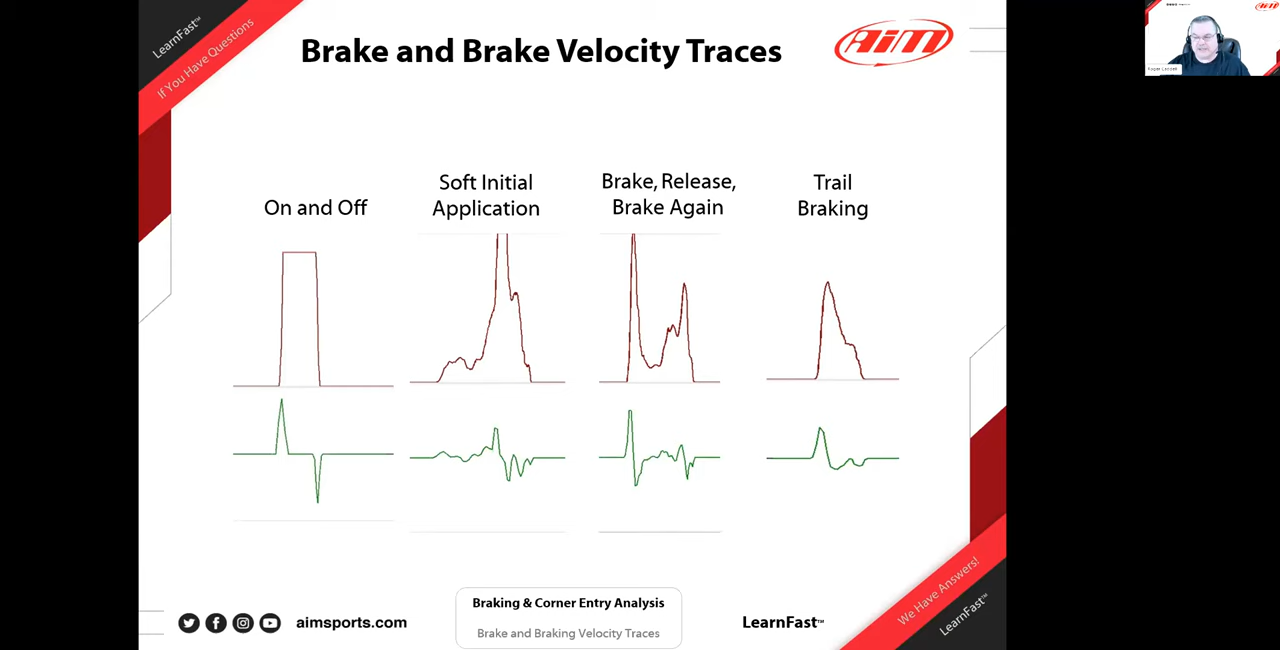 LearnFast™
If You Have Questions
Brake and Brake Velocity Traces
AiM
On and Off
Soft Initial
Application
Brake, Release,
Brake Again
Trail
Braking
aimsports.com
Braking & Corner Entry Analysis
Brake and Braking Velocity Traces
LearnFast™
We Have Answers!
LearnFast™